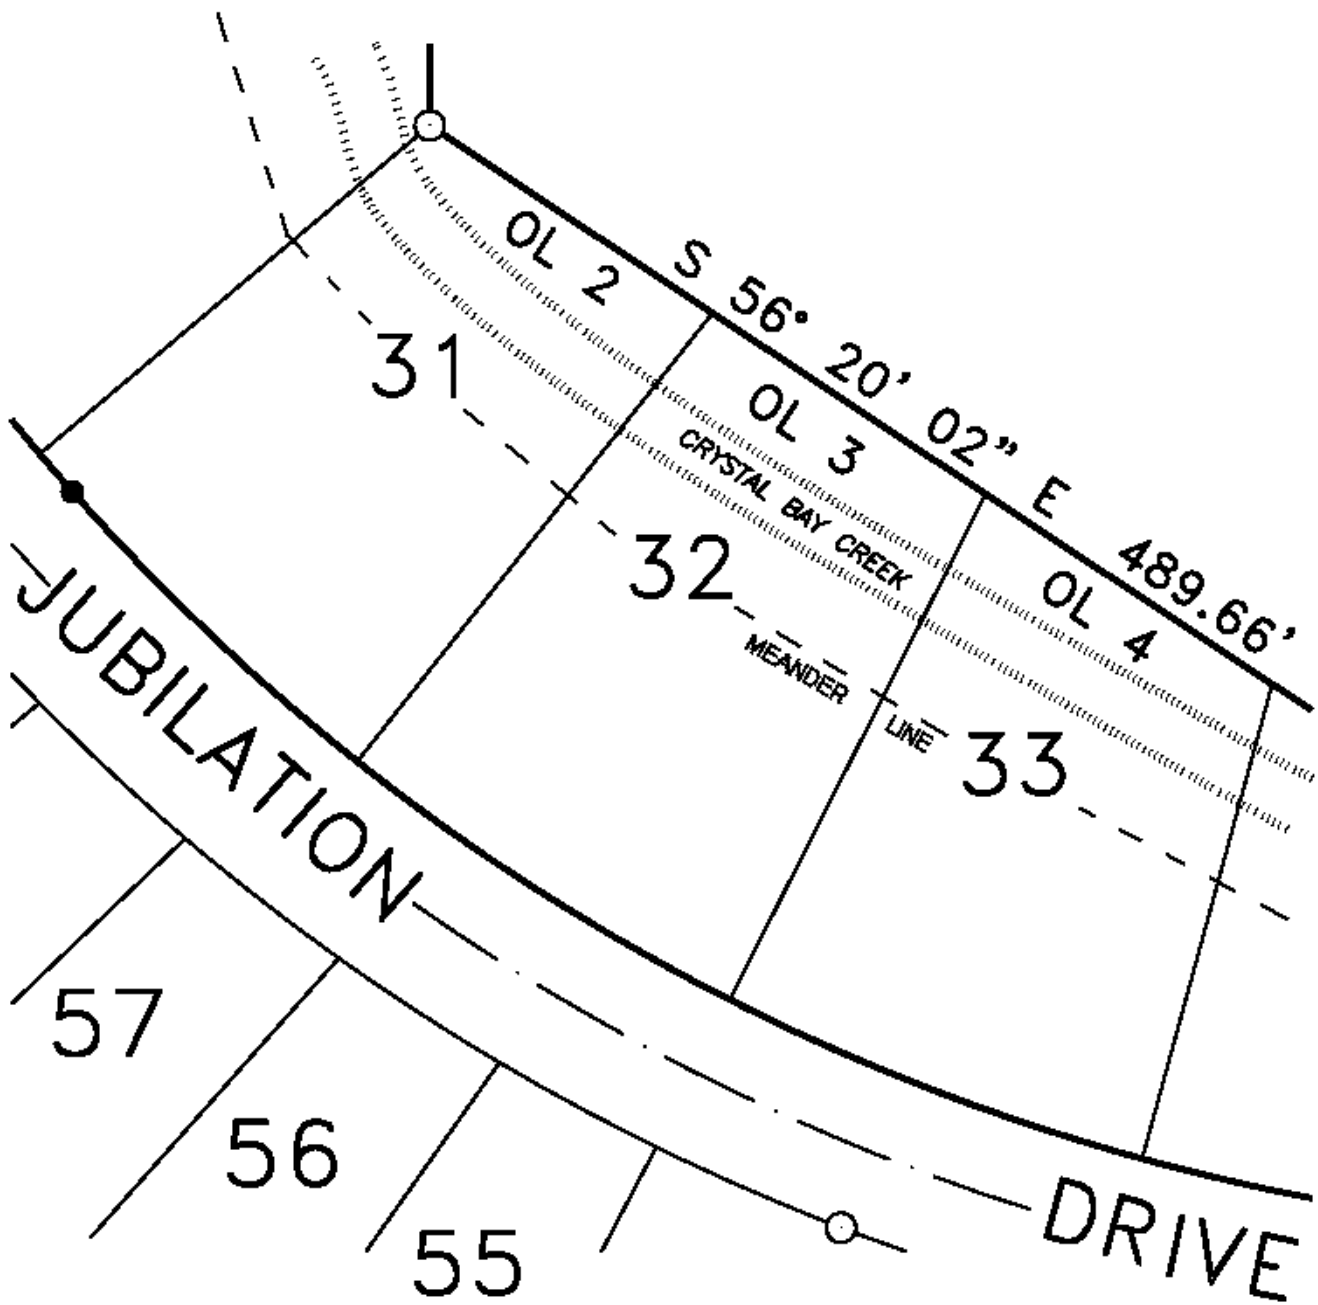 OL 2
S 56° 20' 02" E 489.66'
31
OL 3
CRYSTAL BAY CREEK
32
OL 4
MEANDER LINE
33
JUBILATION DRIVE
57
56
55